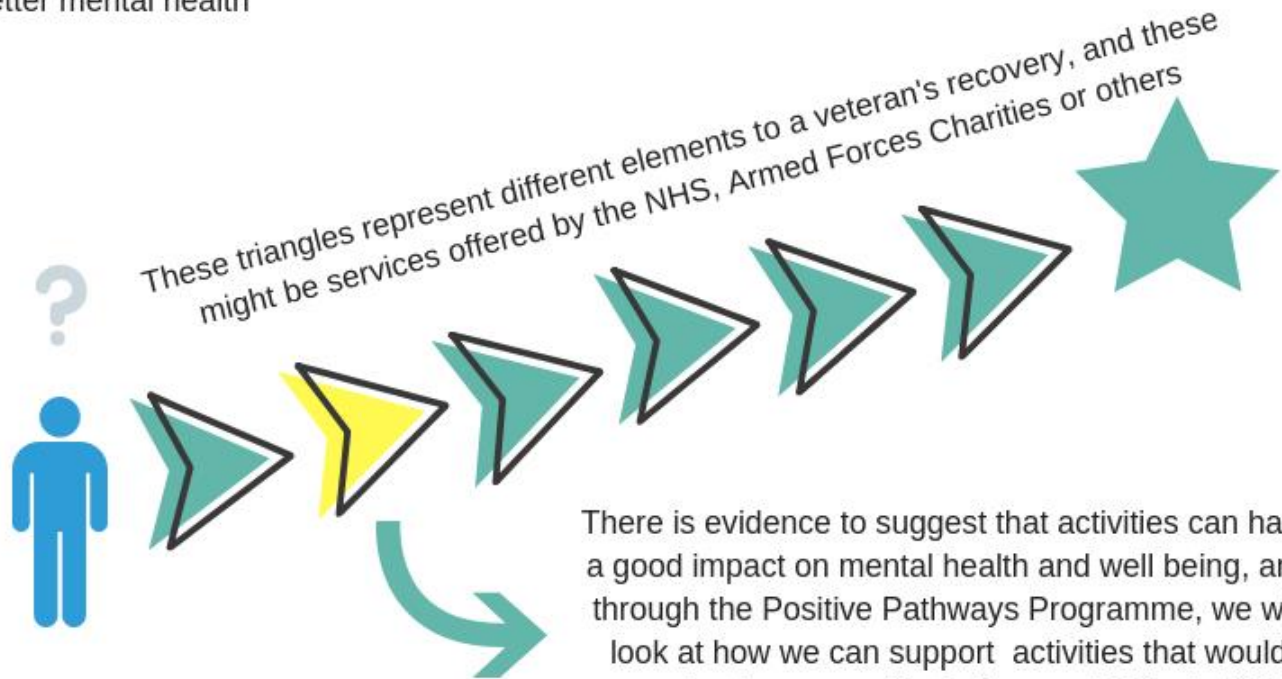 mental health
These triangles represent different elements to a veteran's recovery, and these
might be services offered by the NHS, Armed Forces Charities or others
?
There is evidence to suggest that activities can
a good impact on mental health and well being,
through the Positive Pathways Programme, we
look at how we can support activities that would